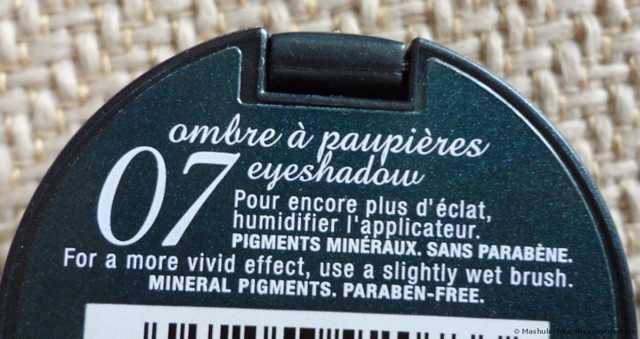 ombre à paupières
07 eyeshadow
Pour encore plus d'éclat,
humidifier l'applicateur.
PIGMENTS MINÉRAUX. SANS PARABÈNE.
For a more vivid effect, use a slightly wet brush.
MINERAL PIGMENTS. PARABEN-FREE.